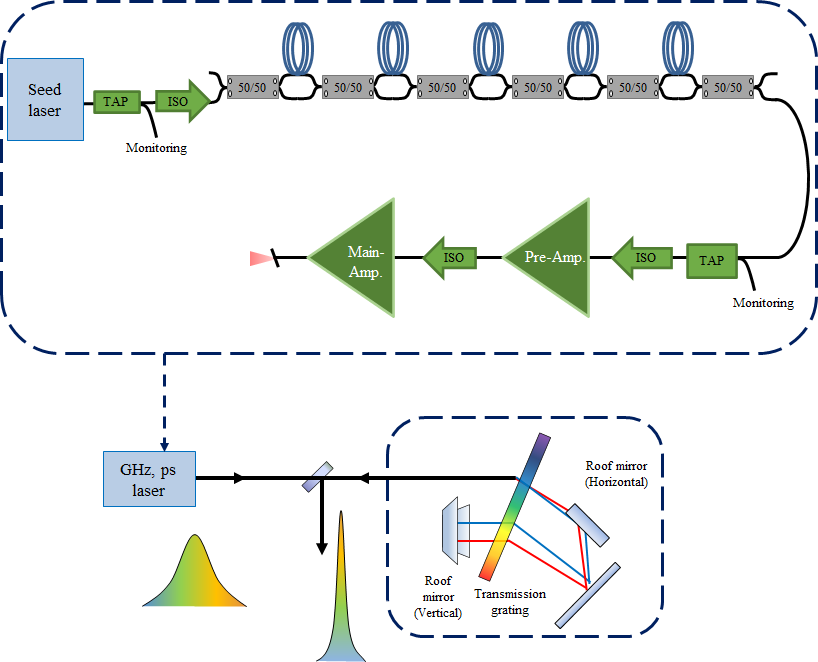 Seed
laser
TAP
ISO
50/50
50/50
50/50
50/50
50/50
50/50
Monitoring
Main-
Amp.
ISO
Pre-Amp.
ISO
TAP
Monitoring
GHz, ps
laser
Roof mirror
(Horizontal)
Roof
mirror
(Vertical)
Transmission
grating